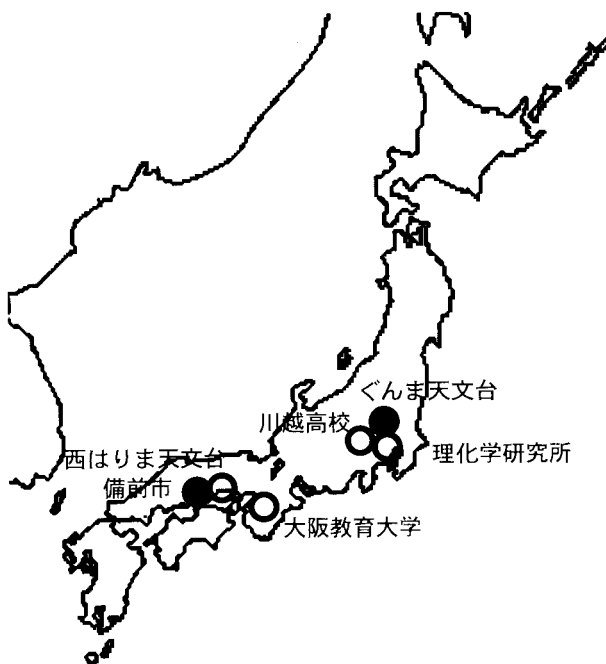 ぐんま天文台
川越高校
理化学研究所
西はりま天文台
備前市
大阪教育大学